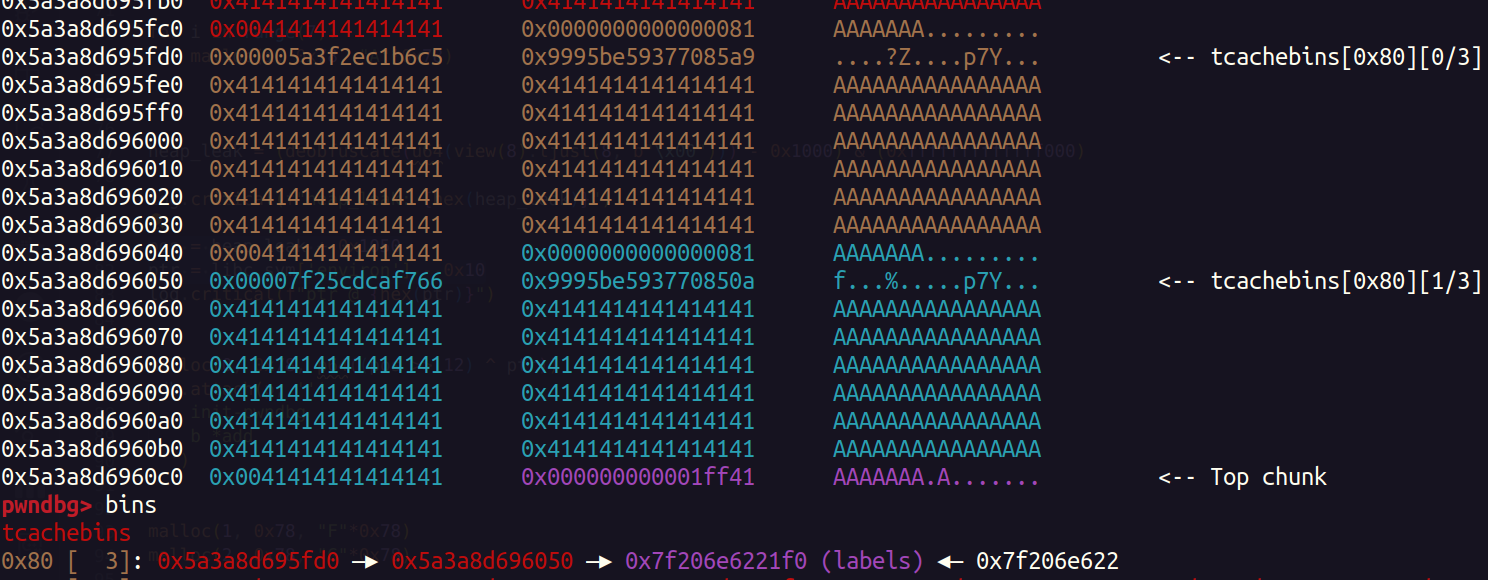 0x5a3a8d695fb0 0x4141414141414141 0x4141414141414141 AAAAAAAAAAAAAAAA
0x5a3a8d695fc0 0x0041414141414141 0x0000000000000081 AAAAAAA.........
0x5a3a8d695fd0 0x00005a3f2ec1b6c5 0x9995be59377085a9 ....?Z....p7Y... <-- tcachebins[0x80][0/3]
0x5a3a8d695fe0 0x4141414141414141 0x4141414141414141 AAAAAAAAAAAAAAAA
0x5a3a8d695ff0 0x4141414141414141 0x4141414141414141 AAAAAAAAAAAAAAAA
0x5a3a8d696000 0x4141414141414141 0x4141414141414141 AAAAAAAAAAAAAAAA
0x5a3a8d696010 0x4141414141414141 0x4141414141414141 AAAAAAAAAAAAAAAA
0x5a3a8d696020 0x4141414141414141 0x4141414141414141 AAAAAAAAAAAAAAAA
0x5a3a8d696030 0x4141414141414141 0x4141414141414141 AAAAAAAAAAAAAAAA
0x5a3a8d696040 0x0041414141414141 0x0000000000000081 AAAAAAA.........
0x5a3a8d696050 0x00007f25cdcaf766 0x9995be593770850a f...%.....p7Y... <-- tcachebins[0x80][1/3]
0x5a3a8d696060 0x4141414141414141 0x4141414141414141 AAAAAAAAAAAAAAAA
0x5a3a8d696070 0x4141414141414141 0x4141414141414141 AAAAAAAAAAAAAAAA
0x5a3a8d696080 0x4141414141414141 0x4141414141414141 AAAAAAAAAAAAAAAA
0x5a3a8d696090 0x4141414141414141 0x4141414141414141 AAAAAAAAAAAAAAAA
0x5a3a8d6960a0 0x4141414141414141 0x4141414141414141 AAAAAAAAAAAAAAAA
0x5a3a8d6960b0 0x4141414141414141 0x4141414141414141 AAAAAAAAAAAAAAAA
0x5a3a8d6960c0 0x0041414141414141 0x000000000001ff41 AAAAAAA.A....... <-- Top chunk
pwndbg> bins
tcachebins
malloc(1, 0x78, "F"*0x78)
0x80 [ 3]: 0x5a3a8d695fd0 —▸ 0x5a3a8d696050 —▸ 0x7f206e6221f0 (labels) ◂— 0x7f206e622